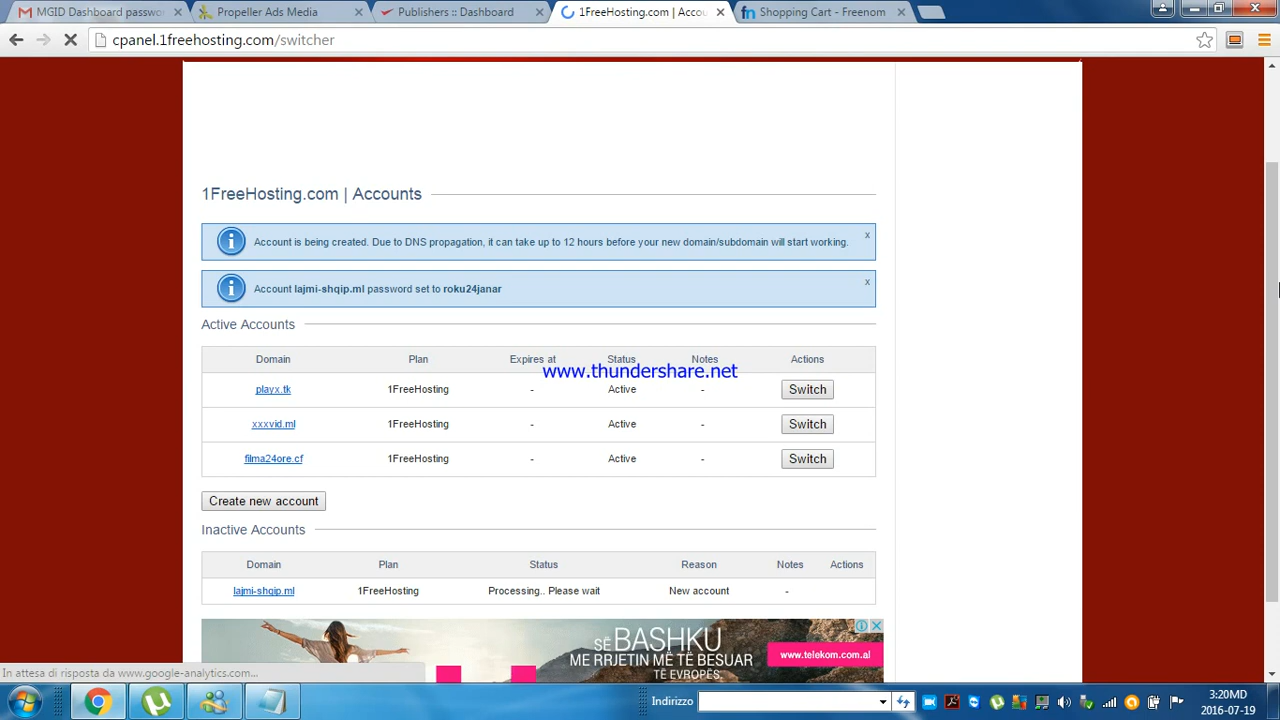 MGID Dashboard passwor
Propeller Ads Media
Publishers :: Dashboard
1FreeHosting.com | Accou
Shopping Cart - Freenom
cpanel.1freehosting.com/switcher
1FreeHosting.com | Accounts
Account is being created. Due to DNS propagation, it can take up to 12 hours before your new domain/subdomain will start working.
x
Account lajmi-shqip.ml password set to roku24janar
x
Active Accounts
Domain Plan Expires at Status Notes Actions
www.thundershare.net
playx.tk 1FreeHosting - Active - Switch
xxxvid.ml 1FreeHosting - Active - Switch
filma24ore.cf 1FreeHosting - Active - Switch
Create new account
Inactive Accounts
Domain Plan Status Reason Notes Actions
lajmi-shqip.ml 1FreeHosting Processing.. Please wait New account -
SË BASHKU
ME RRJETIN MË TË BESUAR
TË EVROPËS.
www.telekom.com.al
In attesa di risposta da www.google-analytics.com...
Indirizzo
3:20MD
2016-07-19